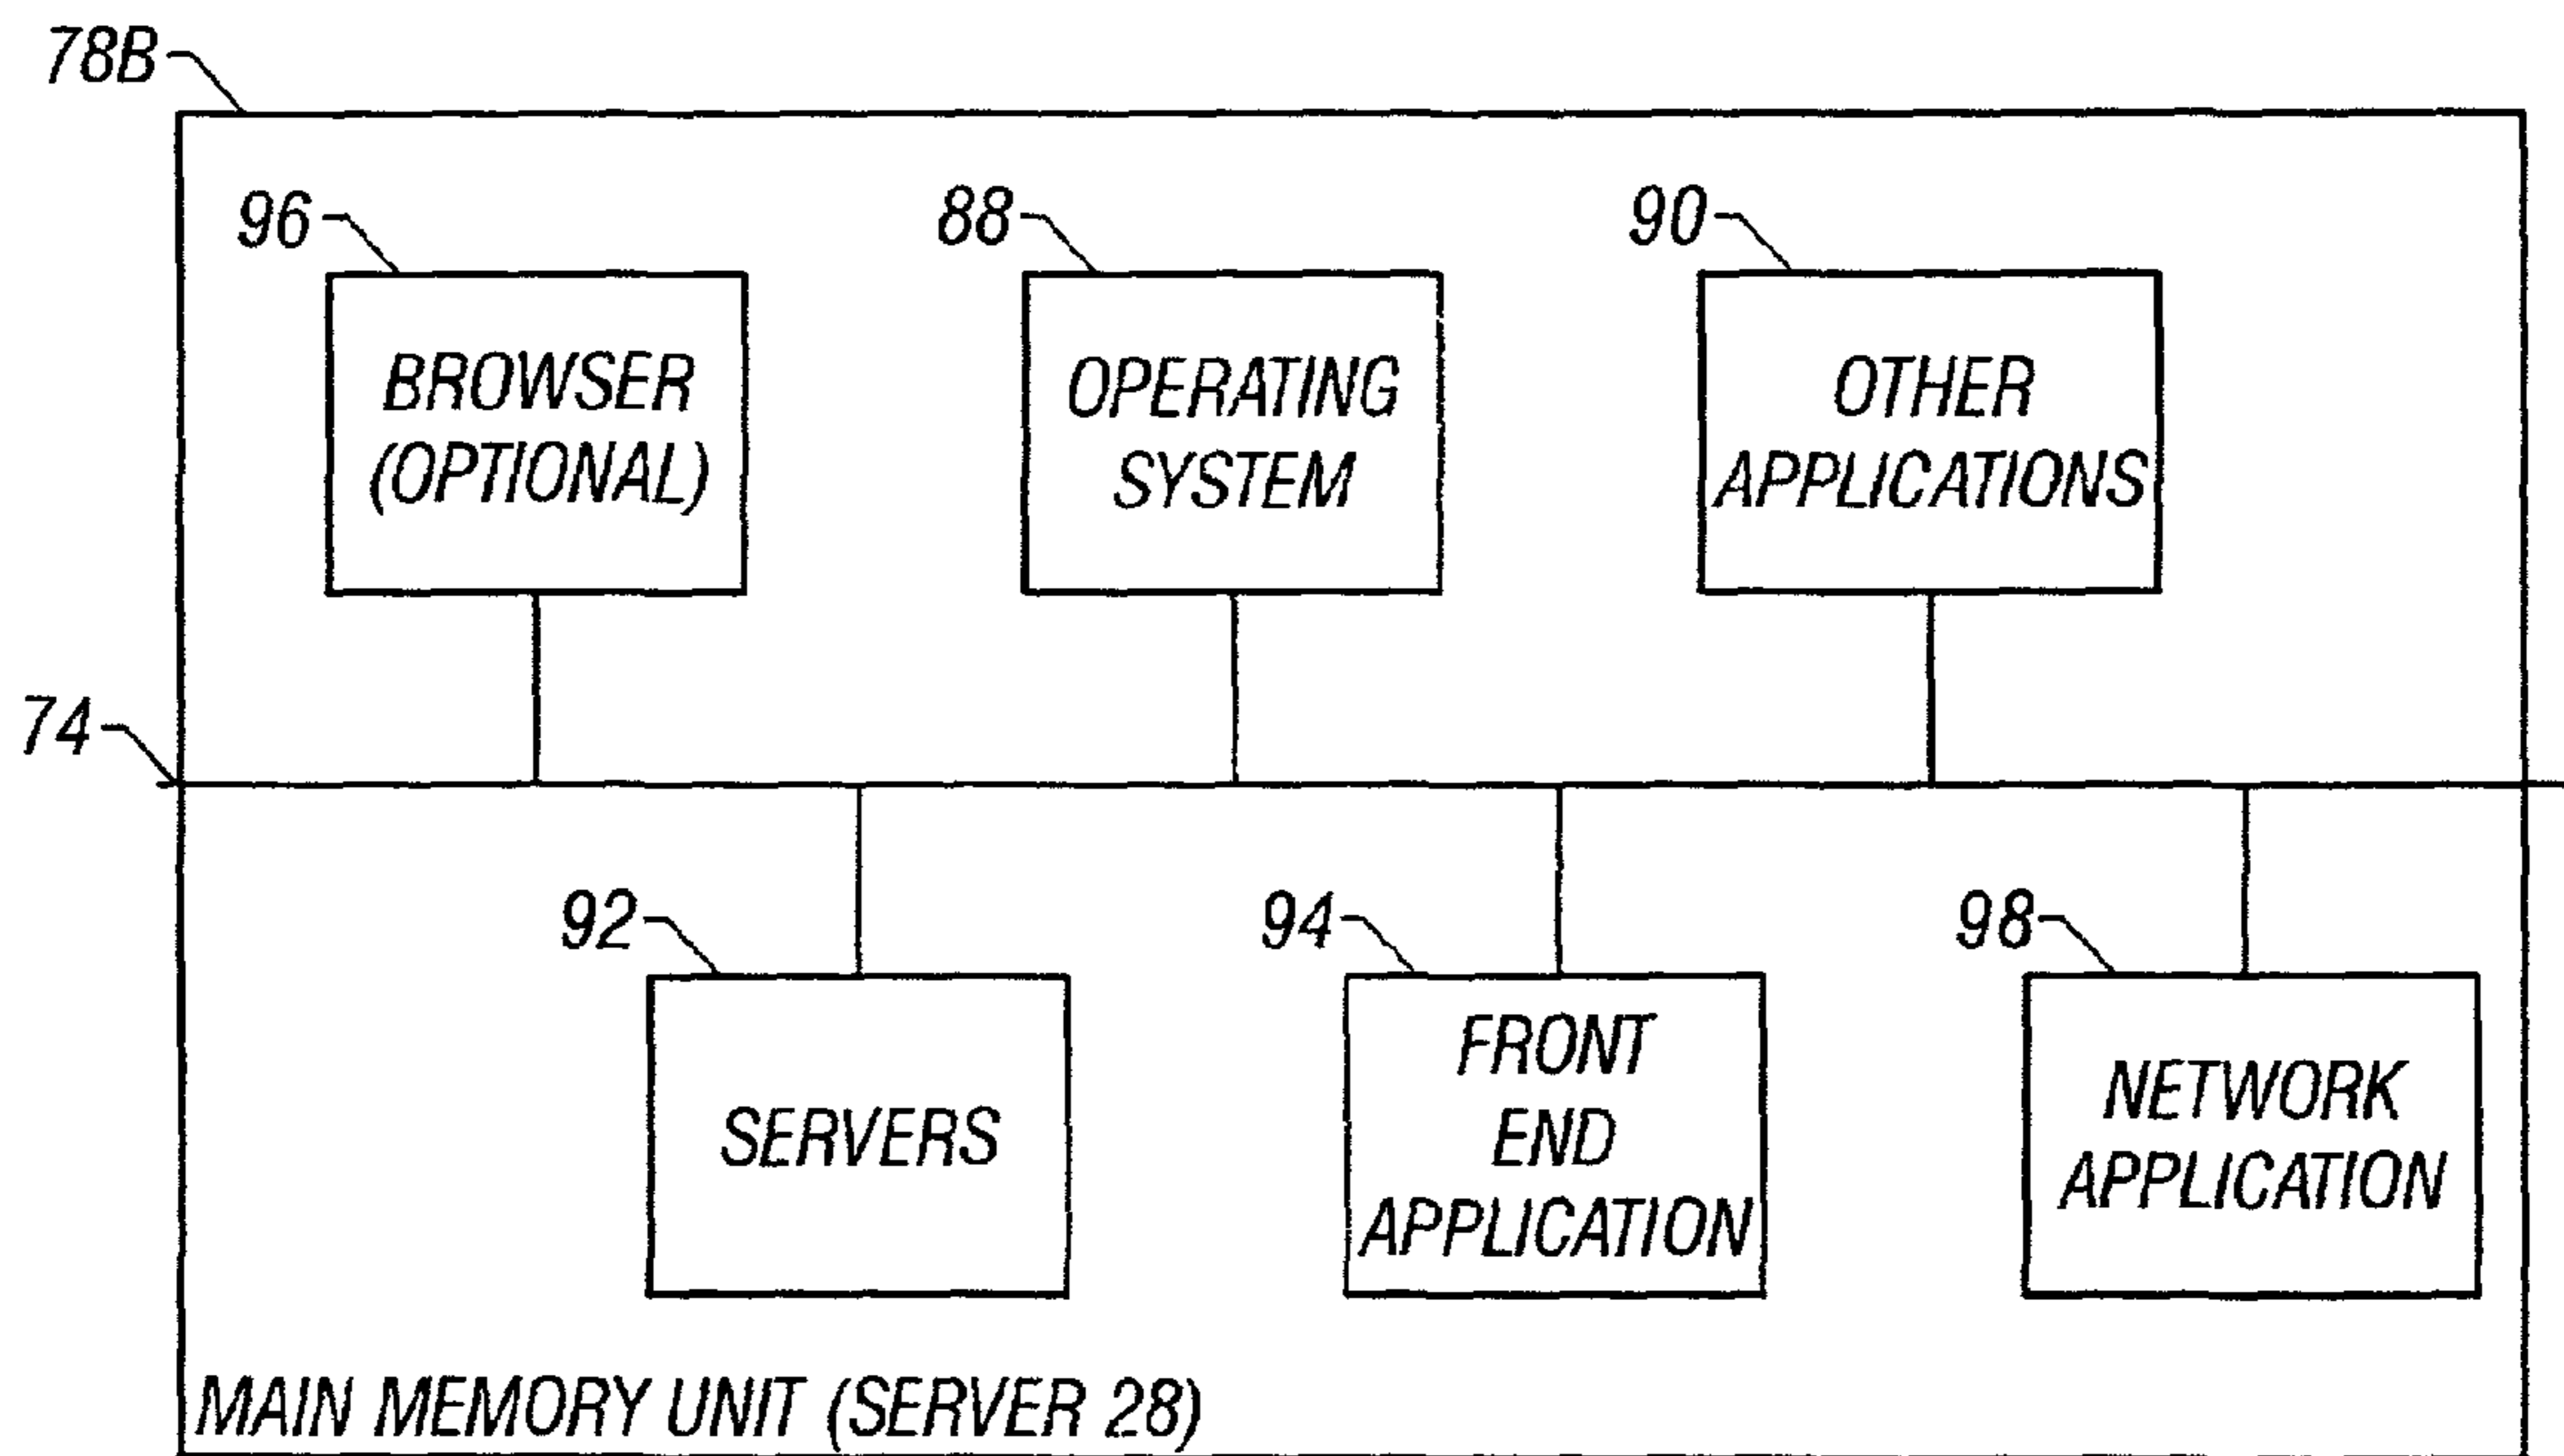 78B
96
88
90
BROWSER
(OPTIONAL)
OPERATING
SYSTEM
OTHER
APPLICATIONS
74
92
94
98
SERVERS
FRONT
END
APPLICATION
NETWORK
APPLICATION
MAIN MEMORY UNIT (SERVER 28)